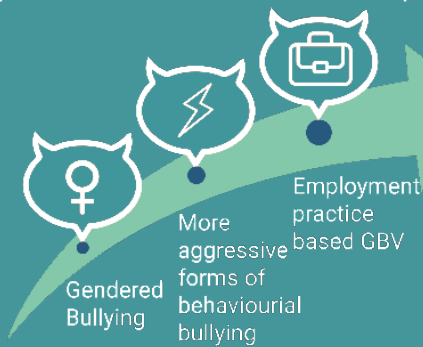 Gendered
Bullying
More
aggressive
forms of
behaviourial
bullying
Employment
practice
based GBV